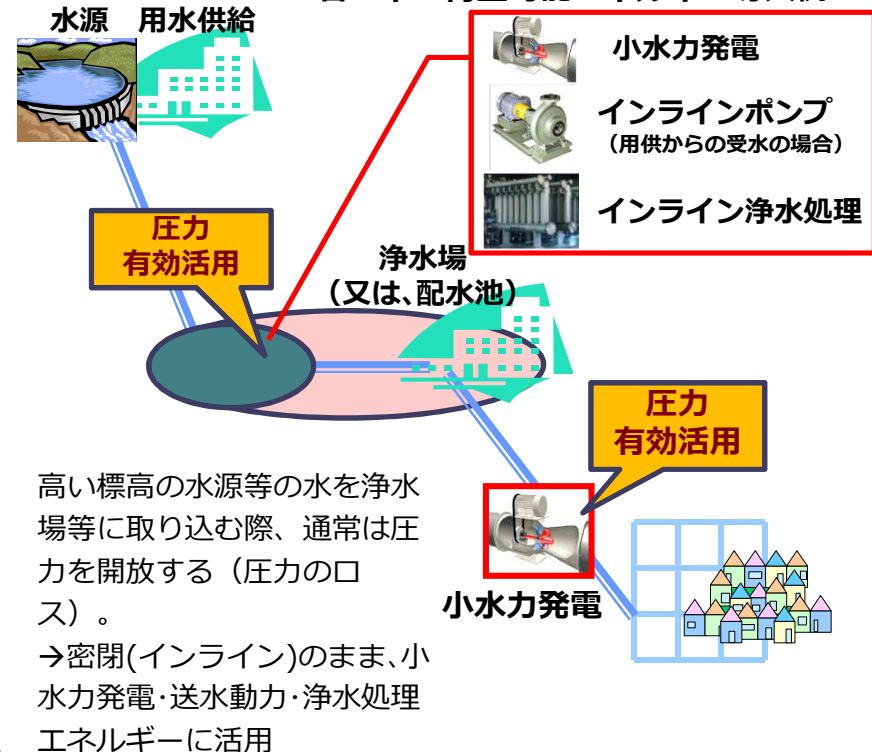 水源 用水供給
小水力発電
インラインポンプ
（用供からの受水の場合）
インライン浄水処理
圧力
有効活用
浄水場
（又は、配水池）
圧力
有効活用
小水力発電
高い標高の水源等の水を浄水
場等に取り込む際、通常は圧
力を開放する（圧力のロ
ス）。
→密閉(インライン)のまま､小
水力発電･送水動力･浄水処理
エネルギーに活用